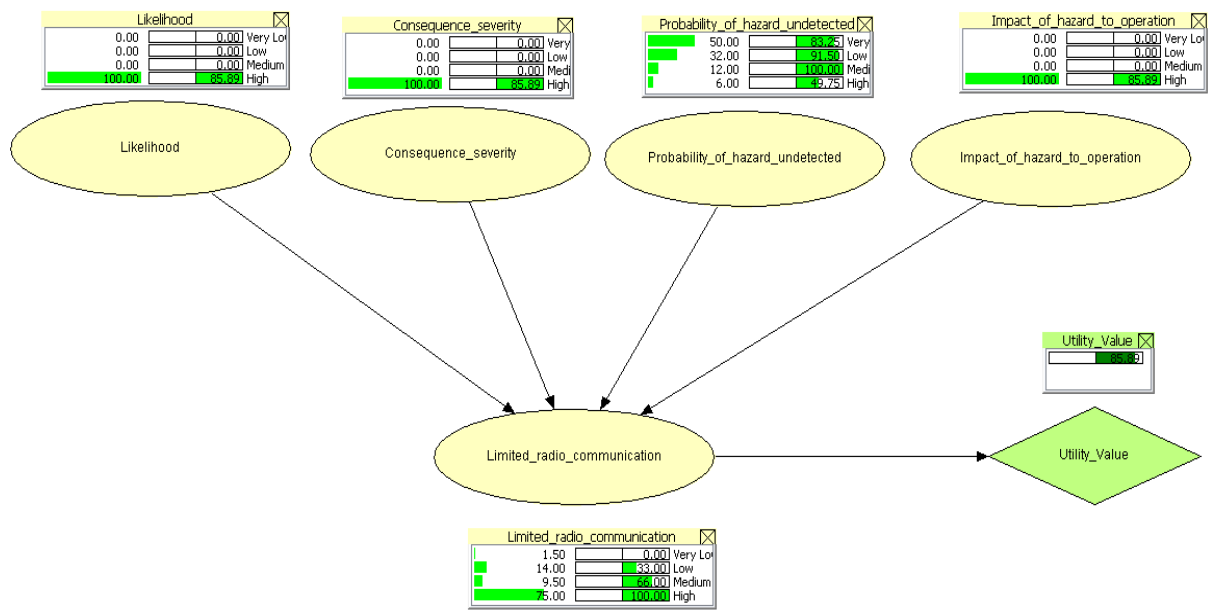 Likelihood
0.00 0.00 Very Lo
0.00 0.00 Low
0.00 0.00 Medium
100.00 85.89 High
Consequence_severity
0.00 0.00 Very
0.00 0.00 Low
0.00 0.00 Medi
100.00 85.89 High
Probability_of_hazard_undetected
50.00 83.25 Very
32.00 91.50 Low
12.00 100.00 Medi
6.00 49.75 High
Impact_of_hazard_to_operation
0.00 0.00 Very Lo
0.00 0.00 Low
0.00 0.00 Medium
100.00 85.89 High
Likelihood
Consequence_severity
Probability_of_hazard_undetected
Impact_of_hazard_to_operation
Utility_Value
85.89
Limited_radio_communication
Utility_Value
Limited_radio_communication
1.50 0.00 Very Lo
14.00 33.00 Low
9.50 66.00 Medium
75.00 100.00 High